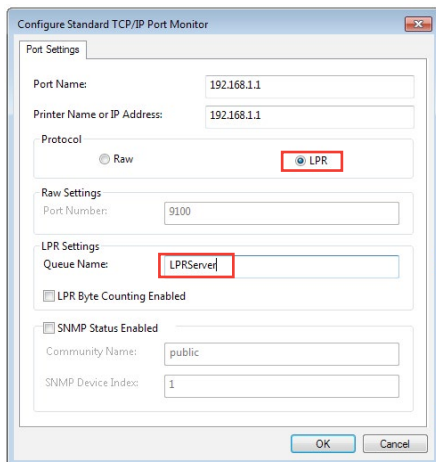 Configure Standard TCP/IP Port Monitor
Port Settings
Port Name: 192.168.1.1
Printer Name or IP Address: 192.168.1.1
Protocol
Raw LPR
Raw Settings
Port Number: 9100
LPR Settings
Queue Name: LPRServer
LPR Byte Counting Enabled
SNMP Status Enabled
Community Name: public
SNMP Device Index: 1
OK Cancel